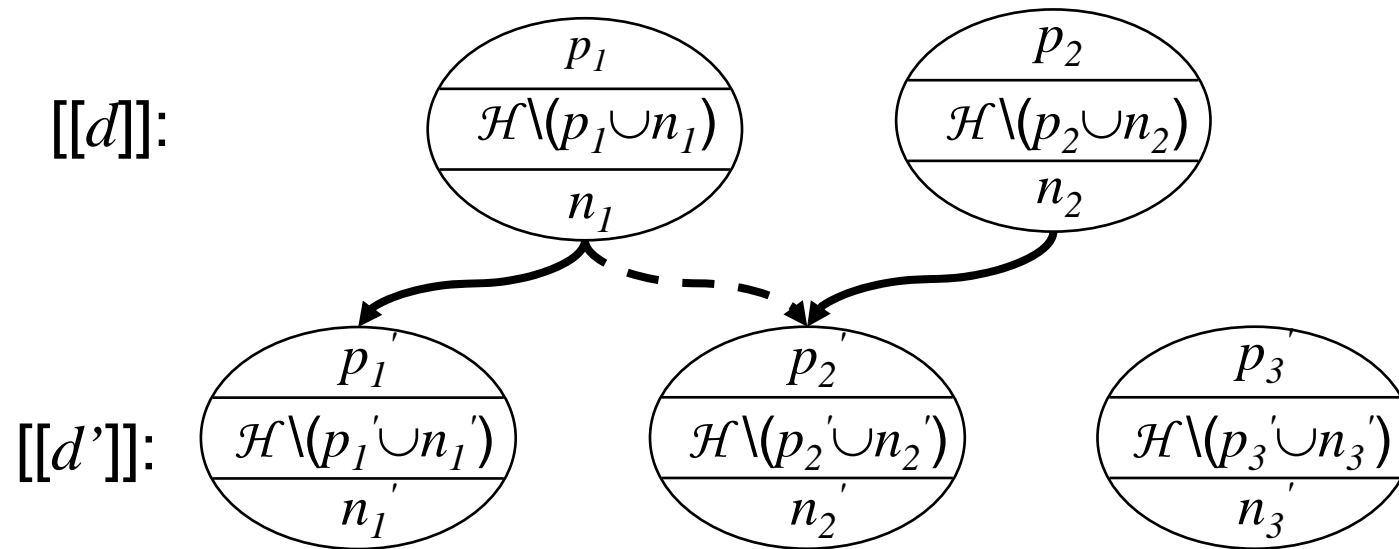 p₁ p₂
[[d]]: ℋ\(p₁∪n₁) ℋ\(p₂∪n₂)
n₁ n₂
p₁' p₂' p₃'
[[d’]]: ℋ\(p₁'∪n₁') ℋ\(p₂'∪n₂') ℋ\(p₃'∪n₃')
n₁' n₂' n₃'